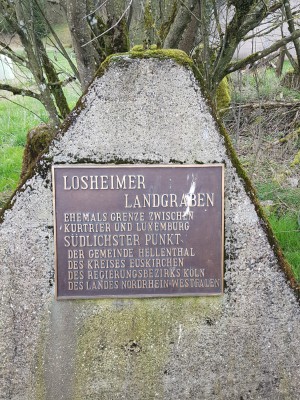 LOSHEIMER
LANDGRABEN
EHEMALS GRENZE ZWISCHEN
KURTRIER UND LUXEMBURG
SÜDLICHSTER PUNKT
DER GEMEINDE HELLENTHAL
DES KREISES EUSKIRCHEN
DES REGIERUNGSBEZIRKS KÖLN
DES LANDES NORDRHEIN-WESTFALEN